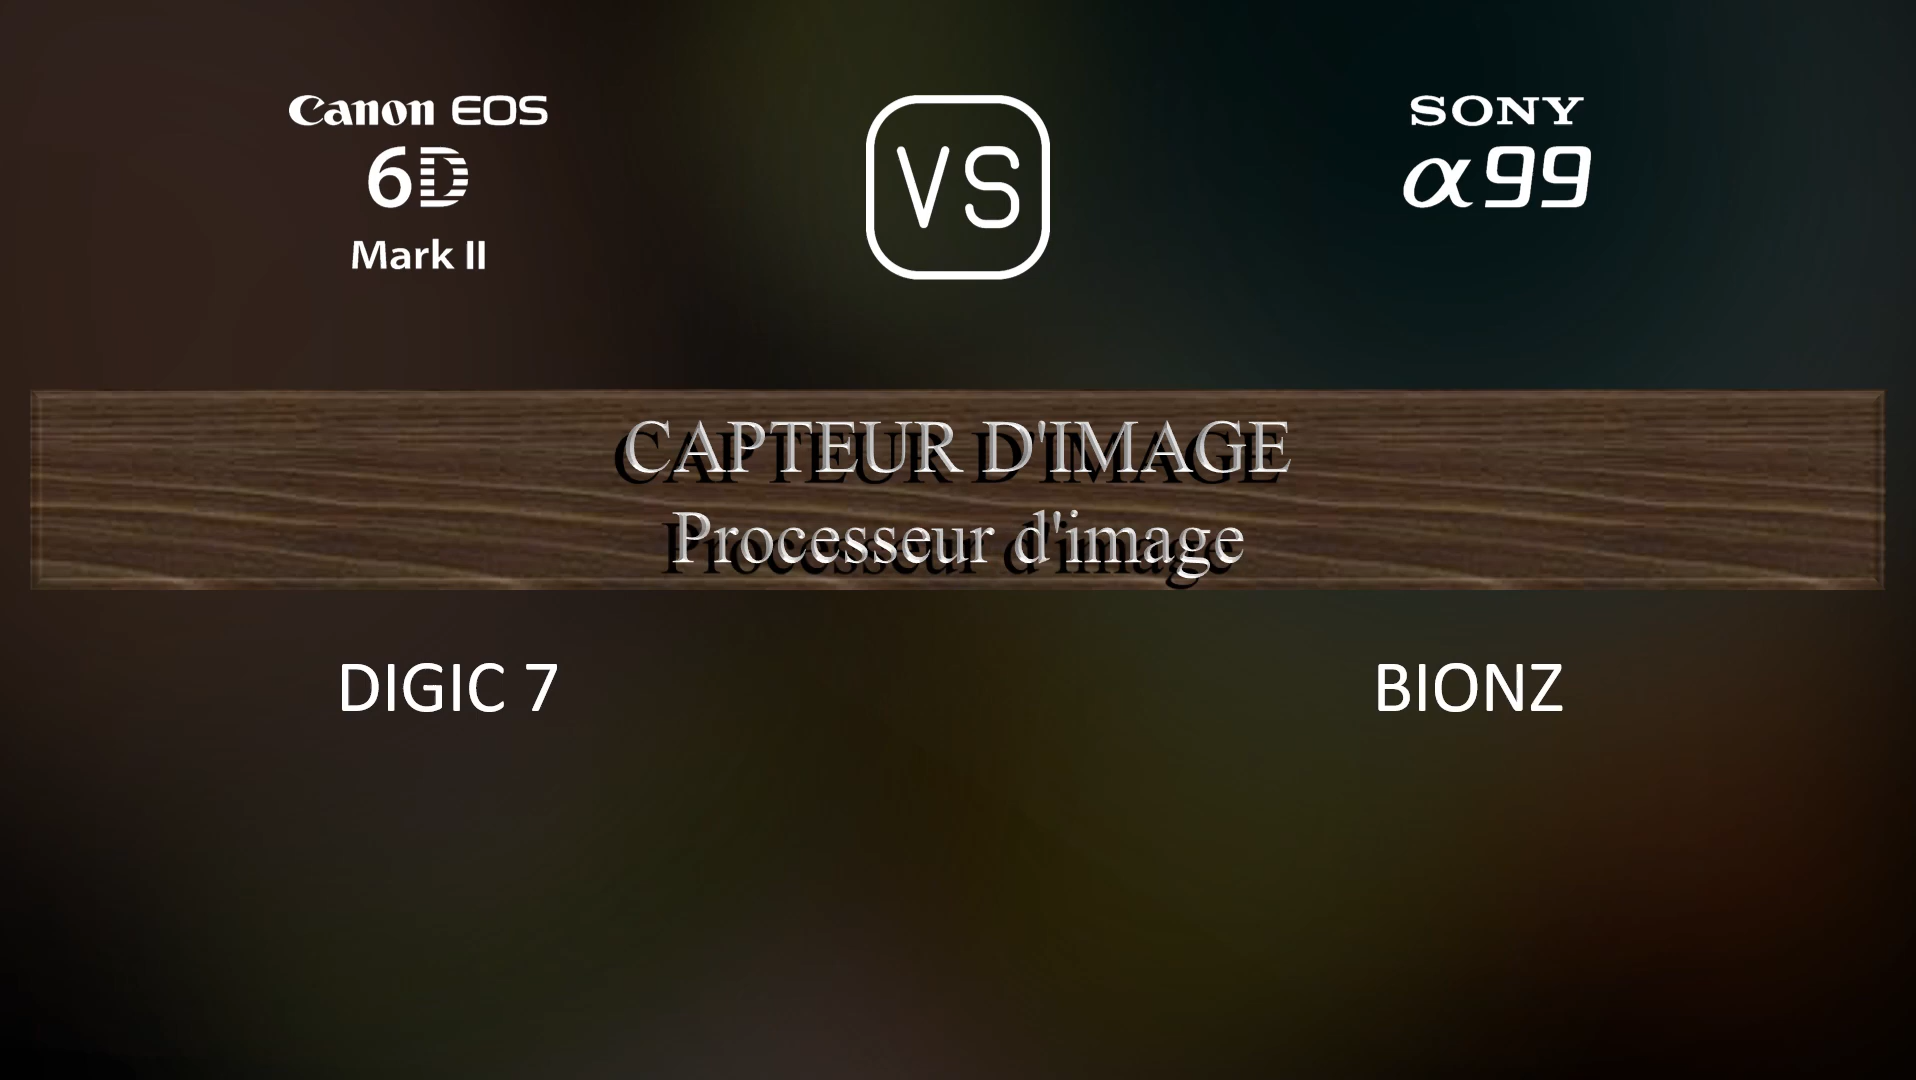 Canon EOS
6D
Mark II
VS
SONY
α99
CAPTEUR D'IMAGE
Processeur d'image
DIGIC 7
BIONZ